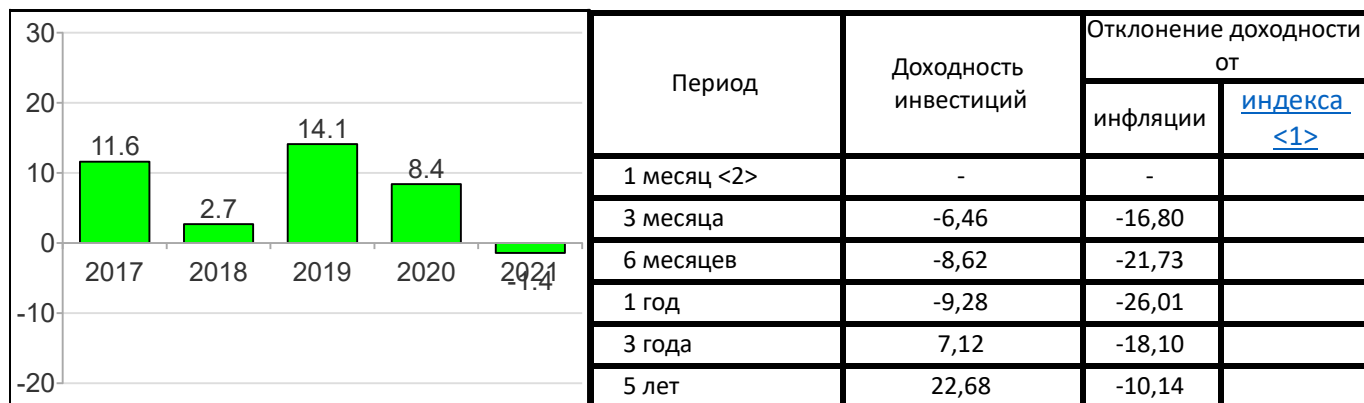 30
20
10
0
-10
-20
11.6
2.7
14.1
8.4
-1.4
2017 2018 2019 2020 2021
Период
Доходность
инвестиций
Отклонение доходности
от
инфляции
индекса
<1>
1 месяц <2> - -
3 месяца -6,46 -16,80
6 месяцев -8,62 -21,73
1 год -9,28 -26,01
3 года 7,12 -18,10
5 лет 22,68 -10,14